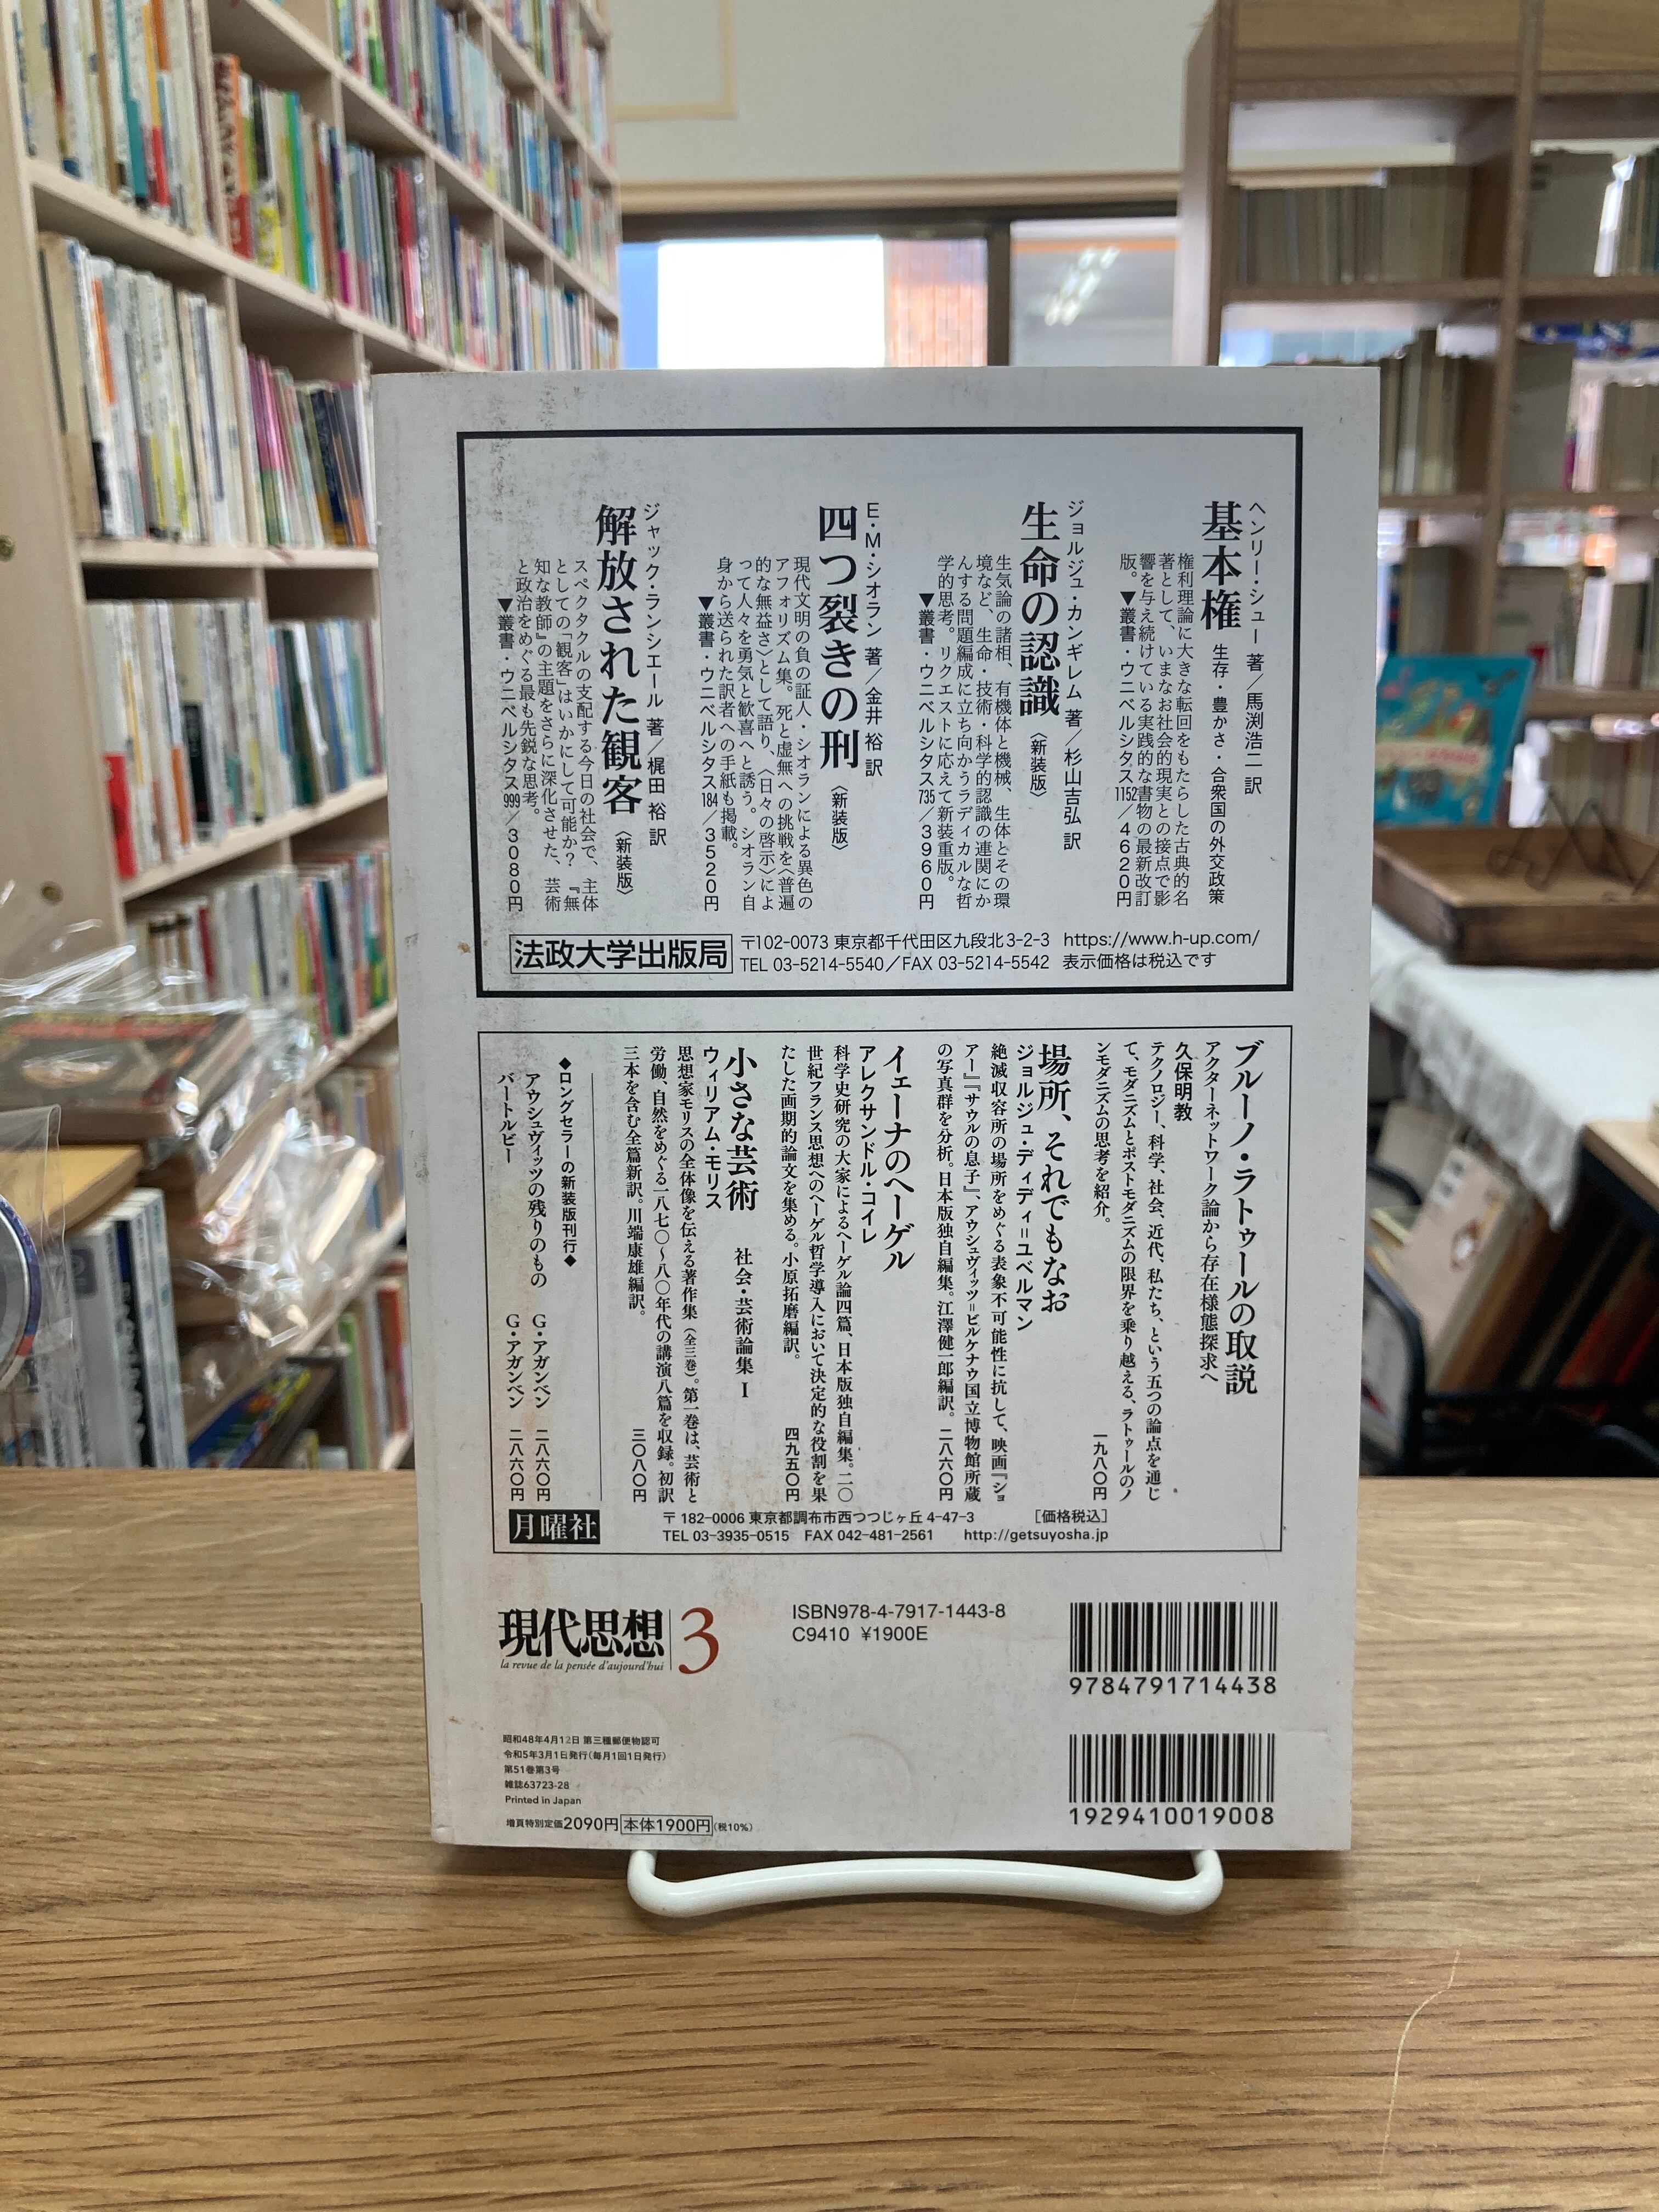 ヘンリー・シュー 著／馬渕浩二 訳
基本権 生存・豊かさ・合衆国の外交政策
権利理論に大きな転回をもたらした古典的名
著として、いまなお社会的現実との接点で影
響を与え続けている実践的な書物の最新改訂
版。 ▼叢書・ウニベルシタス1152／4620円
ジョルジュ・カンギレム 著／杉山吉弘 訳
生命の認識 〈新装版〉
生気論の諸相、有機体と機械、生体とその環
境など、生命・技術・科学的認識の連関にか
んする問題編成に立ち向かうラディカルな哲
学的思考。リクエストに応えて新装重版。
▼叢書・ウニベルシタス735／3960円
E・M・シオラン 著／金井 裕 訳
四つ裂きの刑 〈新装版〉
現代文明の負の証人・シオランによる異色の
アフォリズム集。死と虚無への挑戦を〈普遍
的な無益さ〉として語り、〈日々の啓示〉によ
って人々を勇気と歓喜へと誘う。シオラン自
身から送られた訳者への手紙も掲載。
▼叢書・ウニベルシタス184／3520円
ジャック・ランシエール 著／梶田 裕 訳
解放された観客 〈新装版〉
スペクタクルの支配する今日の社会で、主体
としての「観客」はいかにして可能か？ 『無
知な教師』の主題をさらに深化させた、芸術
と政治をめぐる最も先鋭な思考。
▼叢書・ウニベルシタス999／3080円
法政大学出版局
〒102-0073 東京都千代田区九段北3-2-3 https://www.h-up.com/
TEL 03-5214-5540／FAX 03-5214-5542 表示価格は税込です
ブルーノ・ラトゥールの取説
アクターネットワーク論から存在様態探求へ
久保明教
テクノロジー、科学、社会、近代、私たち、という五つの論点を通じ
て、モダニズムとポストモダニズムの限界を乗り越える、ラトゥールのノ
ンモダニズムの思考を紹介。 一九八〇円
場所、それでもなお
ジョルジュ・ディディ＝ユベルマン
絶滅収容所の場所をめぐる表象不可能性に抗して、映画『ショ
アー』『サウルの息子』、アウシュヴィッツ＝ビルケナウ国立博物館所蔵
の写真群を分析。日本版独自編集。江澤健一郎編訳。 二八六〇円
イェーナのヘーゲル
アレクサンドル・コイレ
科学史研究の大家によるヘーゲル論四篇、日本版独自編集。二〇
世紀フランス思想へのヘーゲル哲学導入において決定的な役割を果
たした画期的論文を集める。小原拓磨編訳。 四九五〇円
小さな芸術 社会・芸術論集 I
ウィリアム・モリス
思想家モリスの全体像を伝える著作集（全三巻）。第一巻は、芸術と
労働、自然をめぐる一八七〇〜八〇年代の講演八篇を収録。初訳
三本を含む全篇新訳。川端康雄編訳。 三〇八〇円
◆ロングセラーの新装版刊行◆
アウシュヴィッツの残りのもの G・アガンベン 二八六〇円
バートルビー G・アガンベン 二八六〇円
月曜社
〒182-0006 東京都調布市西つつじヶ丘 4-47-3 ［価格税込］
TEL 03-3935-0515 FAX 042-481-2561 http://getsuyosha.jp
現代思想 3
la revue de la pensée d'aujourd'hui
ISBN978-4-7917-1443-8
C9410 ¥1900E
9784791714438
1929410019008
昭和48年4月12日 第三種郵便物認可
令和5年3月1日発行（毎月1回1日発行）
第51巻第3号
雑誌63723-28
Printed in Japan
増頁特別定価2090円 本体1900円（税10%）